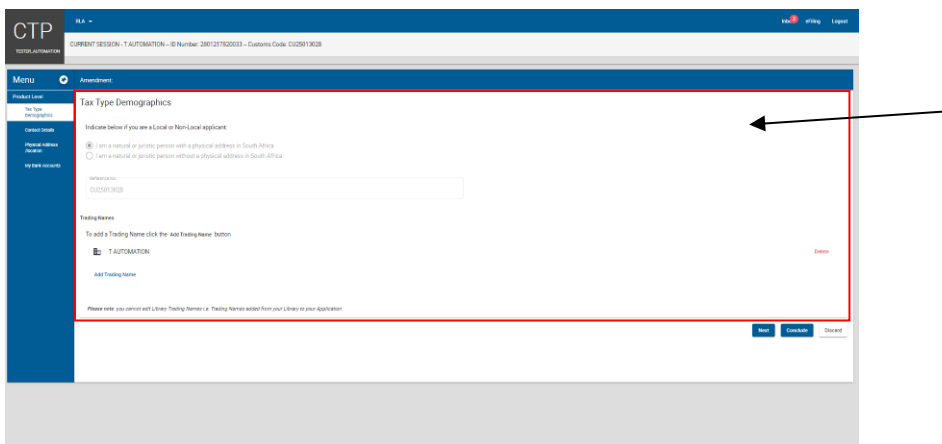 CTP
TESTER, AUTOMATION
RLA
eFiling
Logout
CURRENT SESSION - T AUTOMATION – ID Number: 2801237820033 – Customs Code: CU25013028
Menu
Amendment:
Product Level
Tax Type
Demographics
Contact Details
Physical Address
/location
My Bank Accounts
Tax Type Demographics
Indicate below if you are a Local or Non-Local applicant:
I am a natural or juristic person with a physical address in South Africa
I am a natural or juristic person without a physical address in South Africa
Reference No.
CU25013028
Trading Names
To add a Trading Name click the Add Trading Name button
T AUTOMATION
Delete
Add Trading Name
Please note you cannot edit Library Trading Names i.e. Trading Names added from your Library to your Application
Next
Conclude
Discard